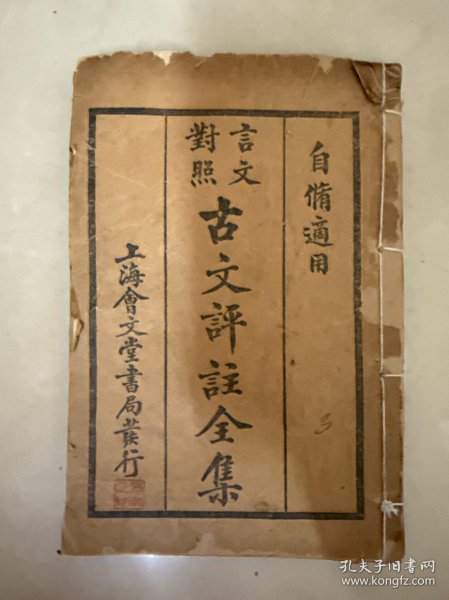 自脩適用
言文
對照
古文評註全集
上海會文堂書局發行
3
孔夫子旧书网
www.kongfz.com